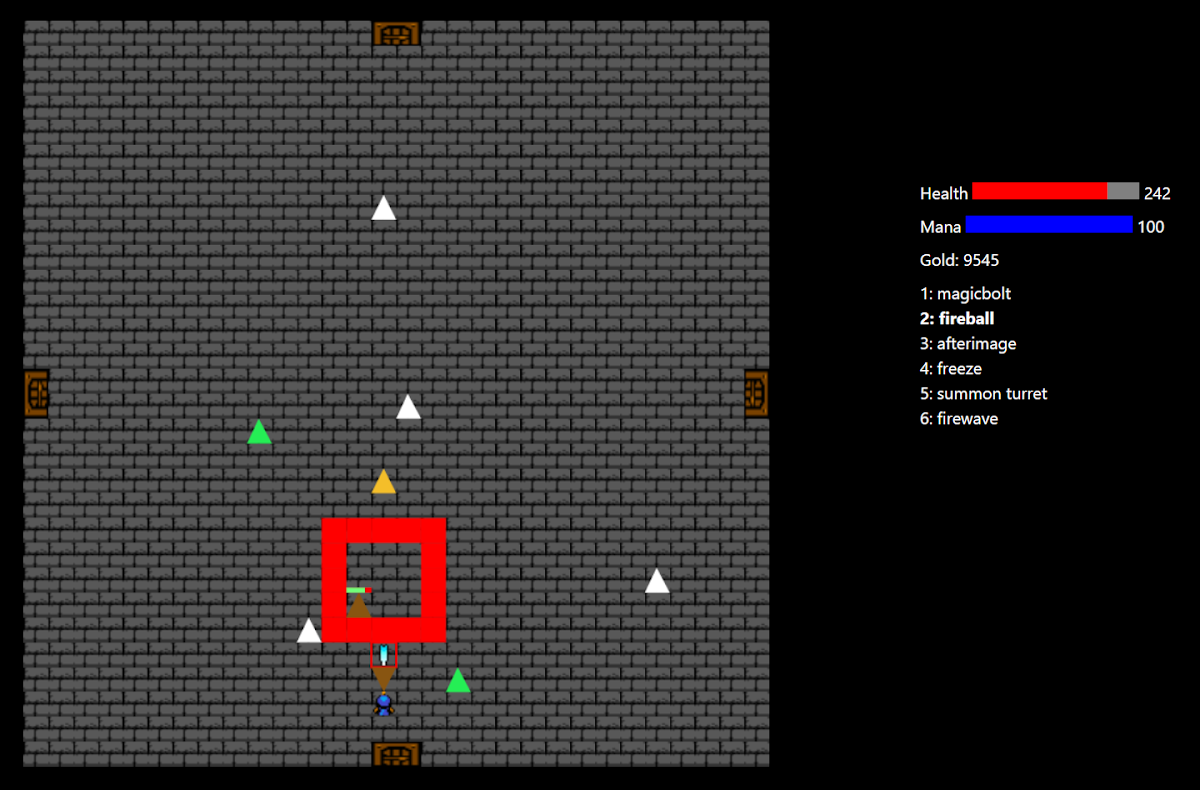 Health 242
Mana 100
Gold: 9545
1: magicbolt
2: fireball
3: afterimage
4: freeze
5: summon turret
6: firewave